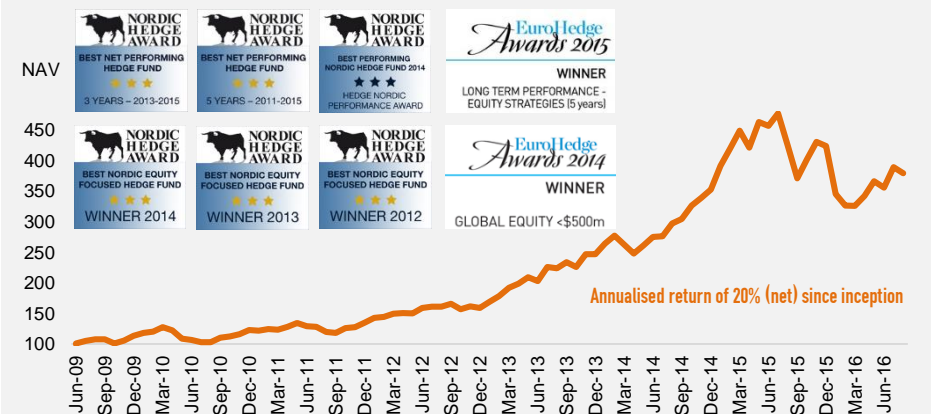 NORDIC
HEDGE
AWARD
BEST NET PERFORMING
HEDGE FUND
3 YEARS – 2013-2015
NORDIC
HEDGE
AWARD
BEST NET PERFORMING
HEDGE FUND
5 YEARS – 2011-2015
NORDIC
HEDGE
AWARD
BEST PERFORMING
NORDIC HEDGE FUND 2014
HEDGE NORDIC
PERFORMANCE AWARD
EuroHedge
Awards 2015
WINNER
LONG TERM PERFORMANCE -
EQUITY STRATEGIES (5 years)
NORDIC
HEDGE
AWARD
BEST NORDIC EQUITY
FOCUSED HEDGE FUND
WINNER 2014
NORDIC
HEDGE
AWARD
BEST NORDIC EQUITY
FOCUSED HEDGE FUND
WINNER 2013
NORDIC
HEDGE
AWARD
BEST NORDIC EQUITY
FOCUSED HEDGE FUND
WINNER 2012
EuroHedge
Awards 2014
WINNER
GLOBAL EQUITY <$500m
NAV
450
400
350
300
250
200
150
100
Annualised return of 20% (net) since inception
Jun-09
Sep-09
Dec-09
Mar-10
Jun-10
Sep-10
Dec-10
Mar-11
Jun-11
Sep-11
Dec-11
Mar-12
Jun-12
Sep-12
Dec-12
Mar-13
Jun-13
Sep-13
Dec-13
Mar-14
Jun-14
Sep-14
Dec-14
Mar-15
Jun-15
Sep-15
Dec-15
Mar-16
Jun-16